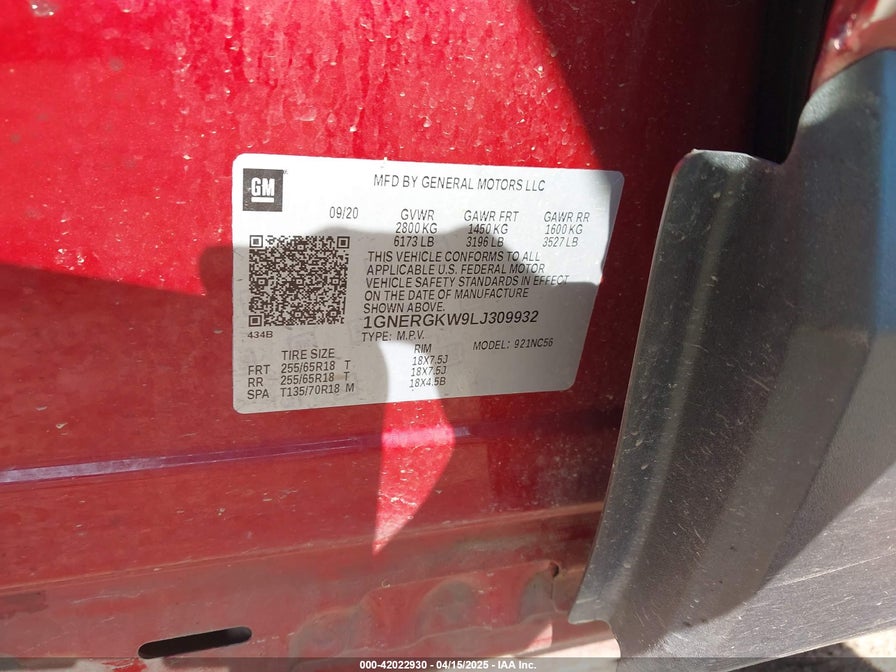 GM
MFD BY GENERAL MOTORS LLC
09/20 GVWR GAWR FRT GAWR RR
2800 KG 1450 KG 1600 KG
6173 LB 3196 LB 3527 LB
THIS VEHICLE CONFORMS TO ALL
APPLICABLE U.S. FEDERAL MOTOR
VEHICLE SAFETY STANDARDS IN EFFECT
ON THE DATE OF MANUFACTURE
SHOWN ABOVE.
434B
1GNERGKW9LJ309932
TYPE: M.P.V. MODEL: 921NC56
TIRE SIZE RIM
FRT 255/65R18 T 18X7.5J
RR 255/65R18 T 18X7.5J
SPA T135/70R18 M 18X4.5B
000-42022930 - 04/15/2025 - IAA Inc.